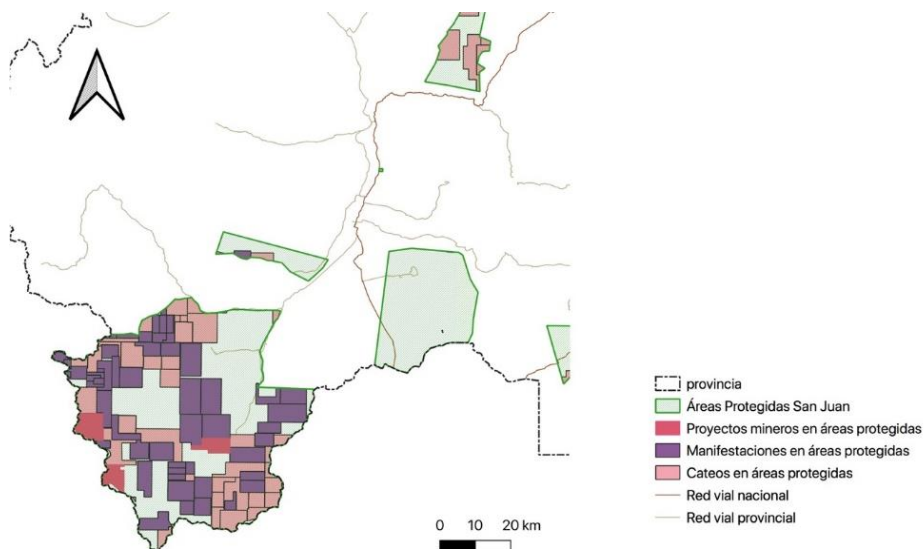 provincia
Áreas Protegidas San Juan
Proyectos mineros en áreas protegidas
Manifestaciones en áreas protegidas
Cateos en áreas protegidas
Red vial nacional
Red vial provincial
0 10 20 km